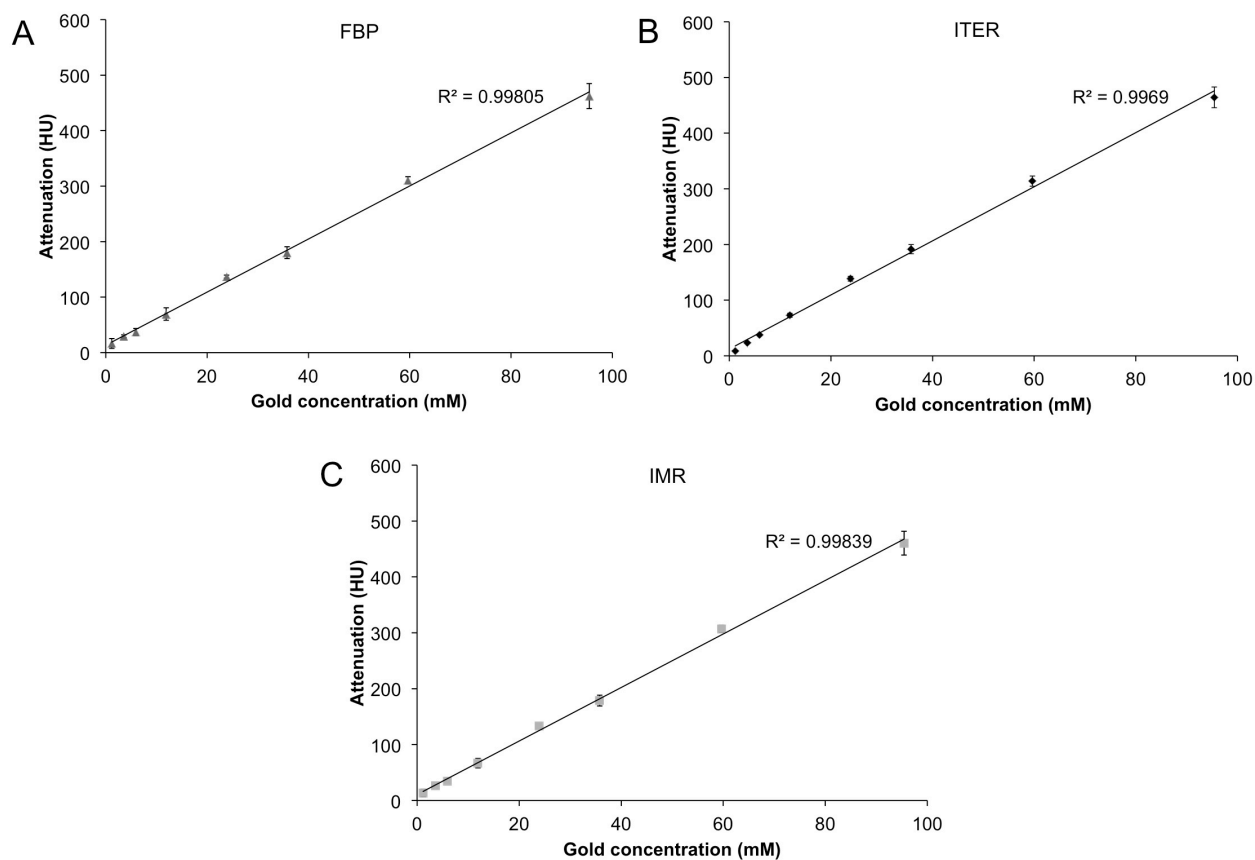 A
FBP
600
500
400
300
200
100
0
R² = 0.99805
Attenuation (HU)
0 20 40 60 80 100
Gold concentration (mM)
B
ITER
600
500
400
300
200
100
0
R² = 0.9969
Attenuation (HU)
0 20 40 60 80 100
Gold concentration (mM)
C
IMR
600
500
400
300
200
100
0
R² = 0.99839
Attenuation (HU)
0 20 40 60 80 100
Gold concentration (mM)